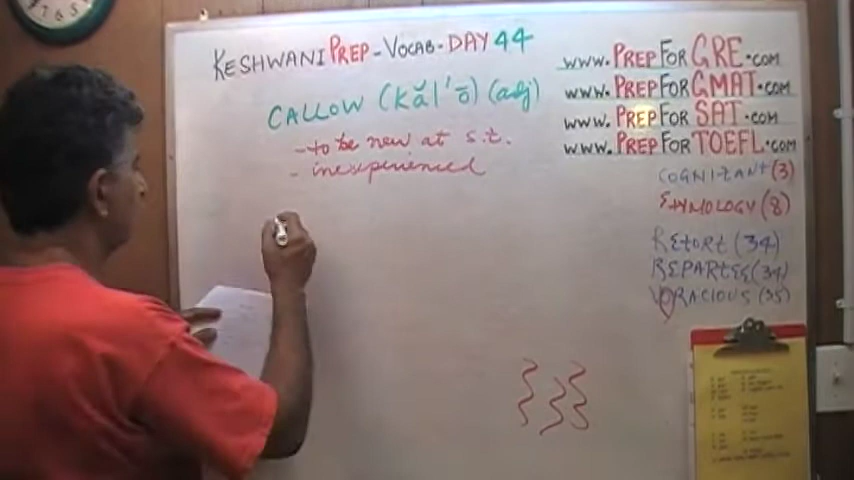 KESHWANI PREP-VOCAB-DAY 44
CALLOW (kăl'ō) (adj)
- to be new at s.t.
- inexperienced
www.PREPFORGRE.com
www.PREPFORGMAT.com
www.PREPFORSAT.com
www.PREPFORTOEFL.com
COGNIZANT (3)
ETYMOLOGY (8)
RETORT (34)
REPARTEE (34)
VORACIOUS (35)